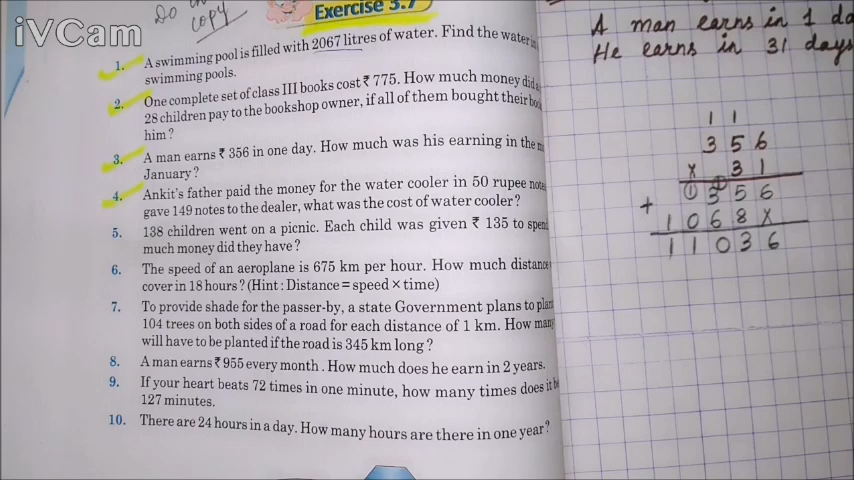 iVCam
Do in
copy
Exercise 3.7
1. A swimming pool is filled with 2067 litres of water. Find the water in
swimming pools.
2. One complete set of class III books cost ₹ 775. How much money did
28 children pay to the bookshop owner, if all of them bought their
him?
3. A man earns ₹ 356 in one day. How much was his earning in the
January?
4. Ankit's father paid the money for the water cooler in 50 rupee
gave 149 notes to the dealer, what was the cost of water cooler?
5. 138 children went on a picnic. Each child was given ₹ 135 to spend
much money did they have?
6. The speed of an aeroplane is 675 km per hour. How much distance
cover in 18 hours? (Hint : Distance = speed × time)
7. To provide shade for the passer-by, a state Government plans to
104 trees on both sides of a road for each distance of 1 km. How many
will have to be planted if the road is 345 km long?
8. A man earns ₹ 955 every month. How much does he earn in 2 years.
9. If your heart beats 72 times in one minute, how many times does it
127 minutes.
10. There are 24 hours in a day. How many hours are there in one year?
A man earns in 1
He earns in 31 days
1 1
3 5 6
x 3 1
1 1
3 5 6
+ 1 0 6 8 x
1 1 0 3 6